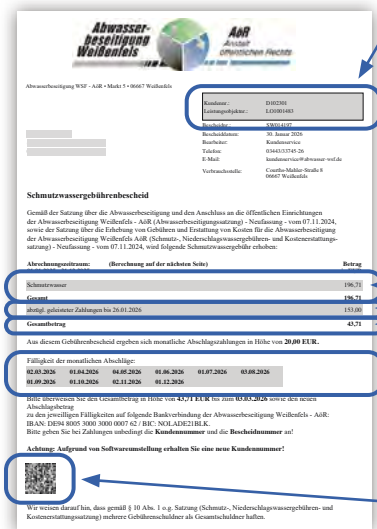 Abwasser-
beseitigung
Weißenfels
AöR
Anstalt
öffentlichen Rechts
Abwasserbeseitigung WSF - AöR • Markt 5 • 06667 Weißenfels
Kundennr.: D102301
Leistungsobjektnr.: LO1001483
Bescheidnr.: SW014197
Bescheiddatum: 30. Januar 2026
Bearbeiter: Kundenservice
Telefon: 03443/33745-26
E-Mail: kundenservice@abwasser-wsf.de
Verbrauchsstelle: Courths-Mahler-Straße 8
06667 Weißenfels
Schmutzwassergebührenbescheid
Gemäß der Satzung über die Abwasserbeseitigung und den Anschluss an die öffentlichen Einrichtungen
der Abwasserbeseitigung Weißenfels - AöR (Abwasserbeseitigungssatzung) - Neufassung - vom 07.11.2024,
sowie der Satzung über die Erhebung von Gebühren und Erstattung von Kosten für die Abwasserbeseitigung
der Abwasserbeseitigung Weißenfels AöR (Schmutz-, Niederschlagswassergebühren- und Kostenerstattungs-
satzung) - Neufassung - vom 07.11.2024, wird folgende Schmutzwassergebühr erhoben:
Abrechnungszeitraum: (Berechnung auf der nächsten Seite) Betrag
Schmutzwasser 196,71
Gesamt 196,71
abzügl. geleisteter Zahlungen bis 26.01.2026 153,00
Gesamtbetrag 43,71
Aus diesem Gebührenbescheid ergeben sich monatliche Abschlagszahlungen in Höhe von 20,00 EUR.
Fälligkeit der monatlichen Abschläge:
02.03.2026 01.04.2026 04.05.2026 01.06.2026 01.07.2026 03.08.2026
01.09.2026 01.10.2026 02.11.2026 01.12.2026
Bitte überweisen Sie den Gesamtbetrag in Höhe von 43,71 EUR bis zum 03.03.2026 sowie den neuen
Abschlagsbetrag
zu den jeweiligen Fälligkeiten auf folgende Bankverbindung der Abwasserbeseitigung Weißenfels - AöR:
IBAN: DE94 8005 3000 3000 0007 62 / BIC: NOLADE21BLK.
Bitte geben Sie bei Zahlungen unbedingt die Kundennummer und die Bescheidnummer an!
Achtung: Aufgrund von Softwareumstellung erhalten Sie eine neue Kundennummer!
Wir weisen darauf hin, dass gemäß § 10 Abs. 1 o.g. Satzung (Schmutz-, Niederschlagswassergebühren- und
Kostenerstattungssatzung) mehrere Gebührenschuldner als Gesamtschuldner haften.